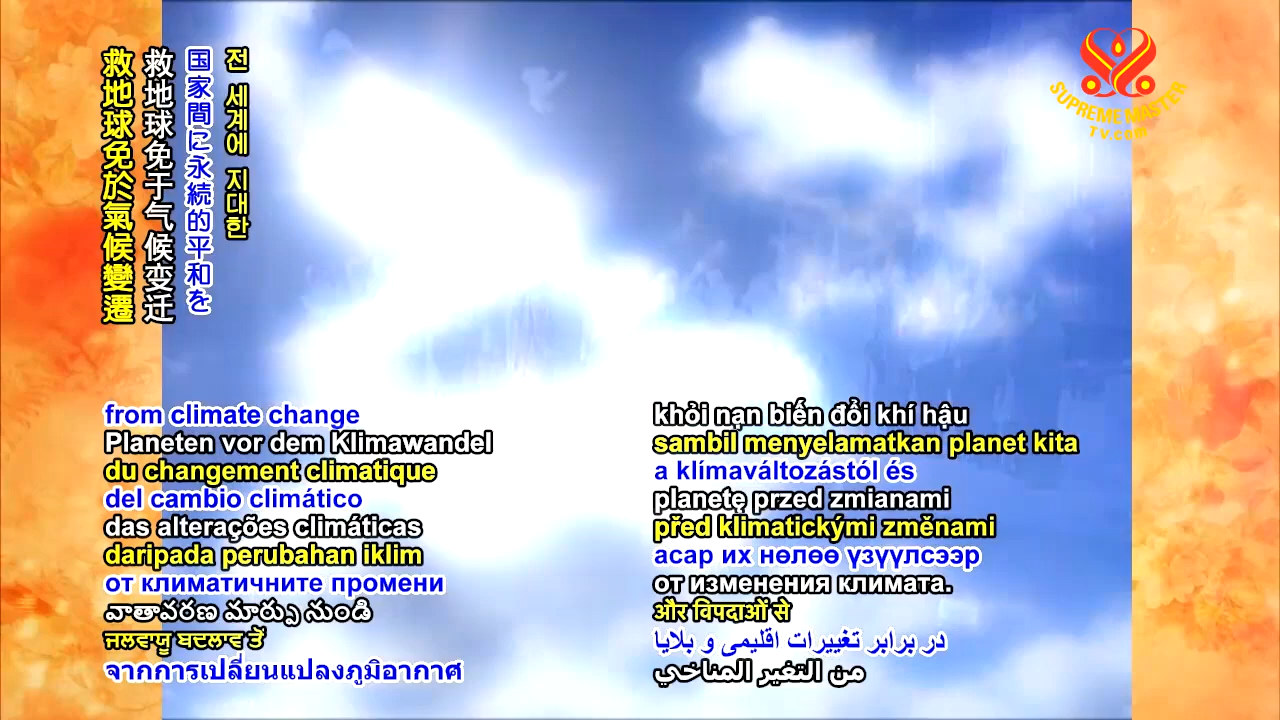 救地球免於氣候變遷
救地球免于气候变迁
国家間に永続的平和を
전 세계에 지대한
SUPREME MASTER
TV.com
from climate change
Planeten vor dem Klimawandel
du changement climatique
del cambio climático
das alterações climáticas
daripada perubahan iklim
от климатичните промени
వాతావరణ మార్పు నుండి
ਜਲਵਾਯੂ ਬਦਲਾਵ ਤੋਂ
จากการเปลี่ยนแปลงภูมิอากาศ
khỏi nạn biến đổi khí hậu
sambil menyelamatkan planet kita
a klímaváltozástól és
planetę przed zmianami
před klimatickými změnami
асар их нөлөө үзүүлсээр
от изменения климата.
और विपदाओं से
در برابر تغییرات اقلیمی و بلایا
من التغير المناخي